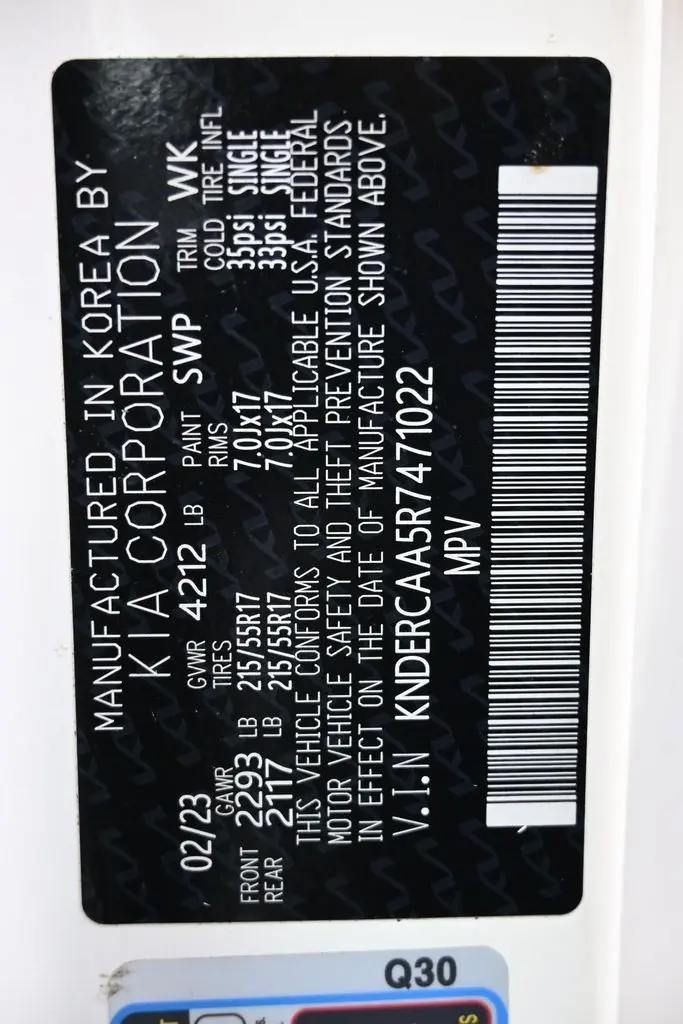 MANUFACTURED IN KOREA BY
KIA CORPORATION
02/23 GVWR 4212 LB PAINT SWP TRIM WK
GAWR TIRES RIMS COLD TIRE INFL
FRONT 2293 LB 215/55R17 7.0Jx17 35psi SINGLE
REAR 2117 LB 215/55R17 7.0Jx17 33psi SINGLE
THIS VEHICLE CONFORMS TO ALL APPLICABLE U.S.A. FEDERAL
MOTOR VEHICLE SAFETY AND THEFT PREVENTION STANDARDS
IN EFFECT ON THE DATE OF MANUFACTURE SHOWN ABOVE.
V.I.N KNDERCAA5R7471022
MPV
Q30